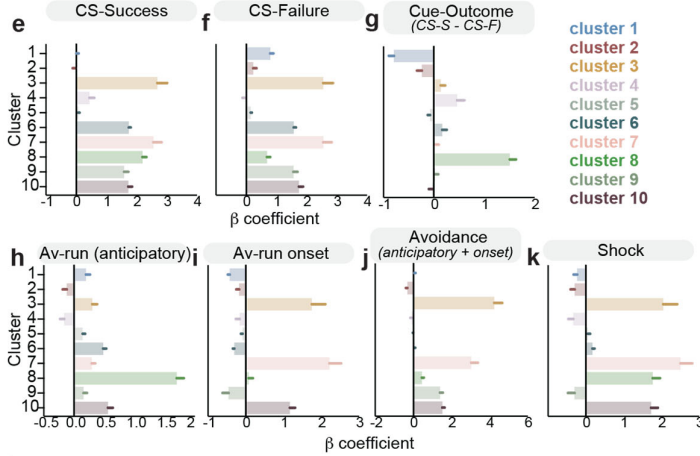 e
CS-Success
f
CS-Failure
g
Cue-Outcome
(CS-S - CS-F)
Cluster
1
2
3
4
5
6
7
8
9
10
-1 0 1 2 3 4
-1 0 1 2 3 4
-1 0 1 2
β coefficient
cluster 1
cluster 2
cluster 3
cluster 4
cluster 5
cluster 6
cluster 7
cluster 8
cluster 9
cluster 10
h
Av-run (anticipatory)
i
Av-run onset
j
Avoidance
(anticipatory + onset)
k
Shock
Cluster
1
2
3
4
5
6
7
8
9
10
-0.5 0.0 0.5 1 1.5 2
-1 0 1 2 3
-2 0 2 4 6
-1 0 1 2 3
β coefficient